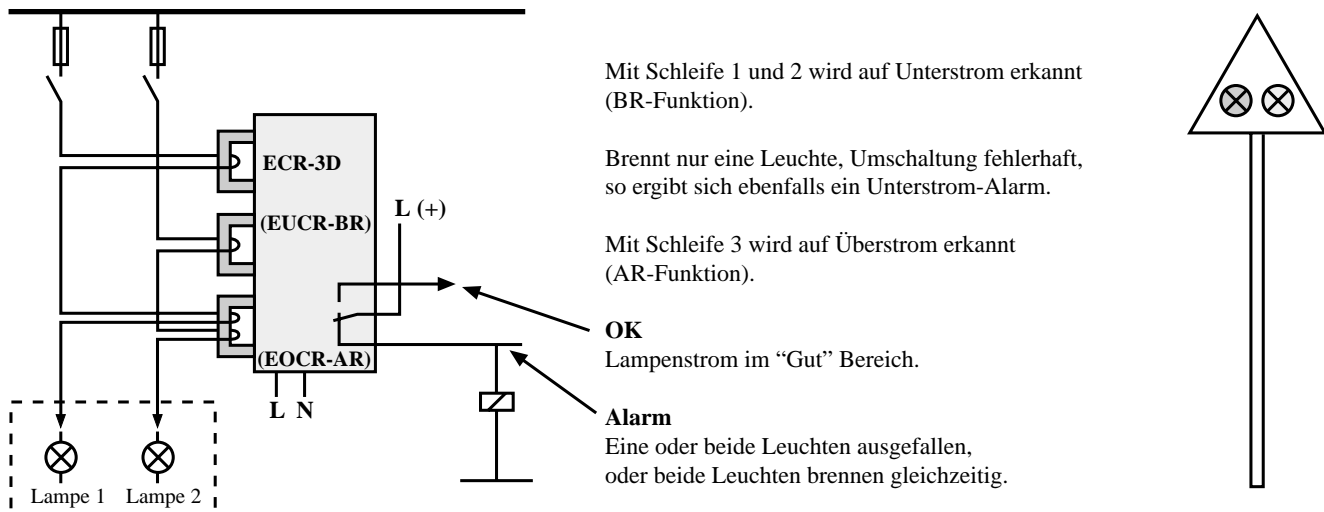 ECR-3D
(EUCR-BR)
L (+)
(EOCR-AR)
L N
Lampe 1 Lampe 2
Mit Schleife 1 und 2 wird auf Unterstrom erkannt
(BR-Funktion).
Brennt nur eine Leuchte, Umschaltung fehlerhaft,
so ergibt sich ebenfalls ein Unterstrom-Alarm.
Mit Schleife 3 wird auf Überstrom erkannt
(AR-Funktion).
OK
Lampenstrom im “Gut” Bereich.
Alarm
Eine oder beide Leuchten ausgefallen,
oder beide Leuchten brennen gleichzeitig.